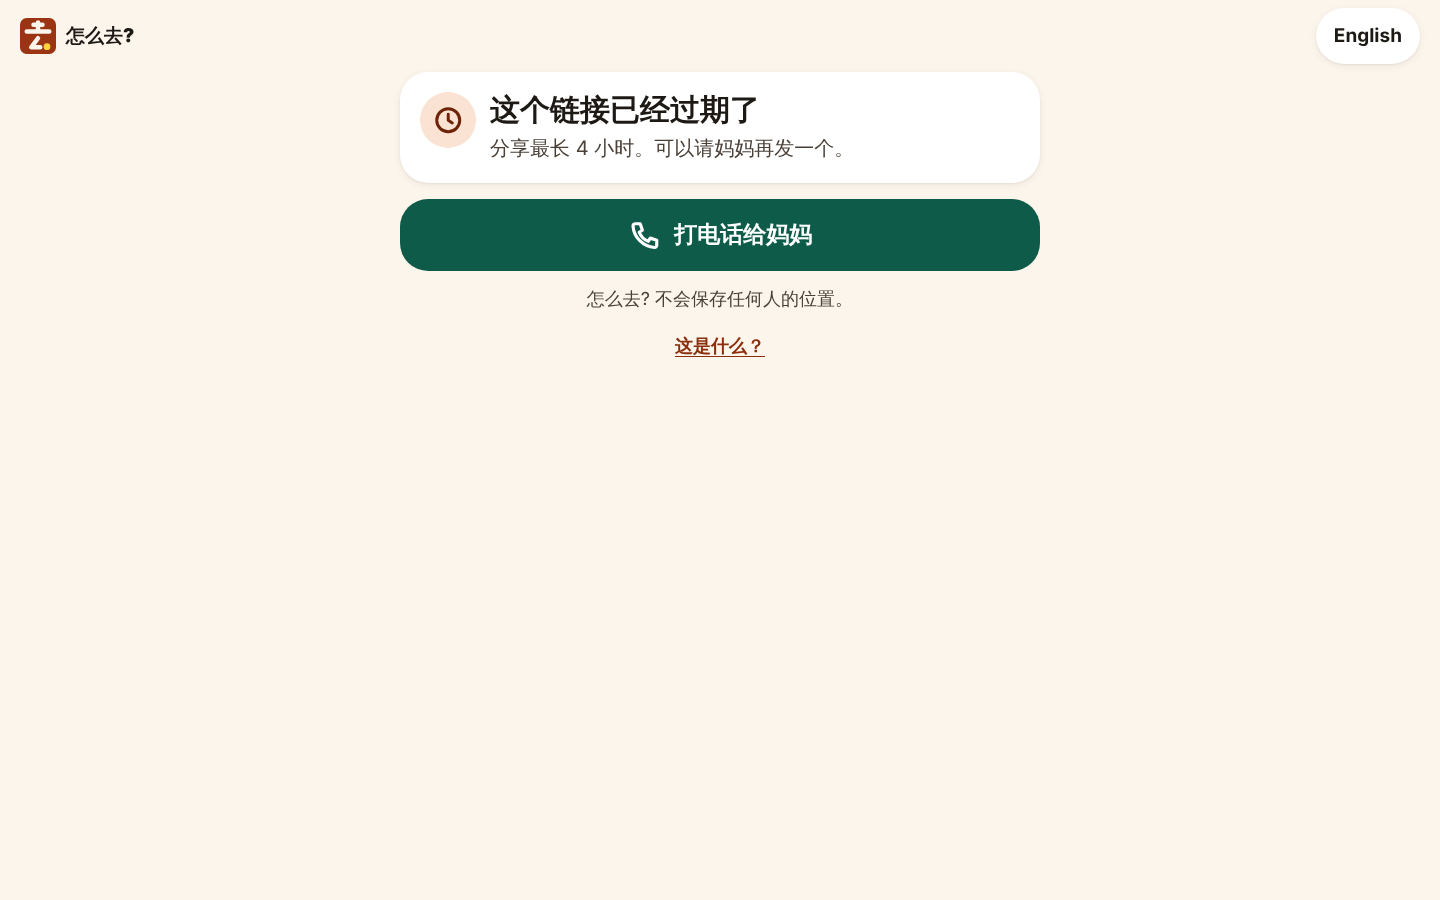 怎么去?
English
这个链接已经过期了
分享最长 4 小时。可以请妈妈再发一个。
打电话给妈妈
怎么去? 不会保存任何人的位置。
这是什么？